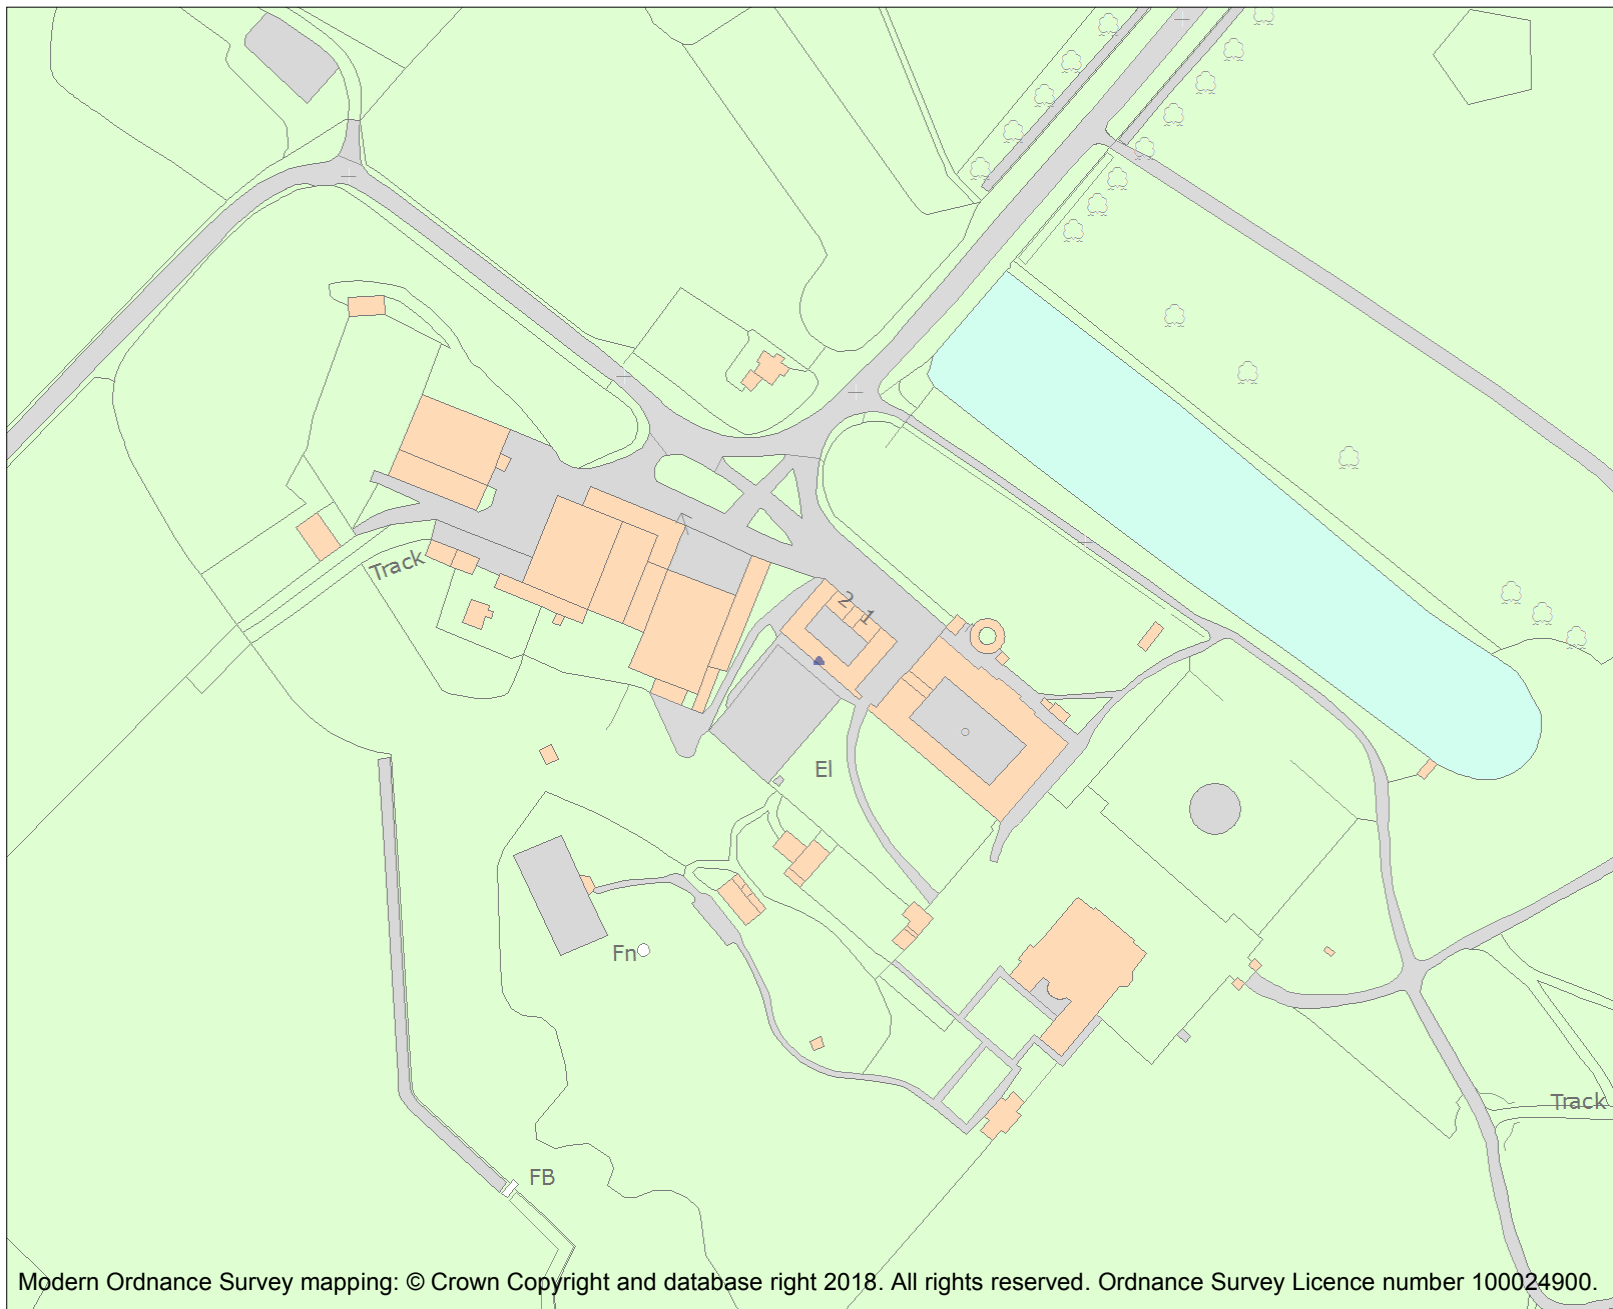 Track
2
1
El
Fn
Track
FB
Modern Ordnance Survey mapping: © Crown Copyright and database right 2018. All rights reserved. Ordnance Survey Licence number 100024900.